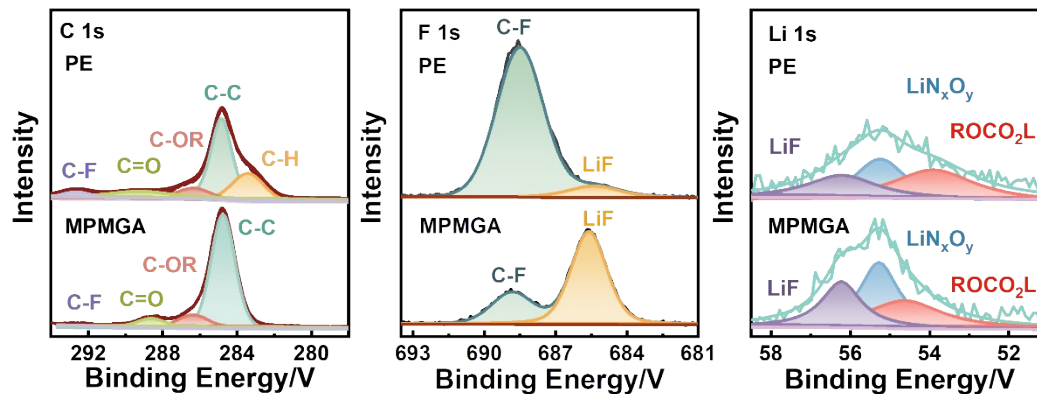 C 1s
PE
C-C
C-OR
C=O
C-F
C-H
MPMGA
C-C
C-OR
C=O
C-F
292 288 284 280
Binding Energy/V
Intensity
F 1s
PE
C-F
LiF
MPMGA
LiF
C-F
693 690 687 684 681
Binding Energy/V
Intensity
Li 1s
PE
LiNₓOᵧ
ROCO₂L
LiF
MPMGA
LiNₓOᵧ
ROCO₂L
LiF
58 56 54 52
Binding Energy/V
Intensity